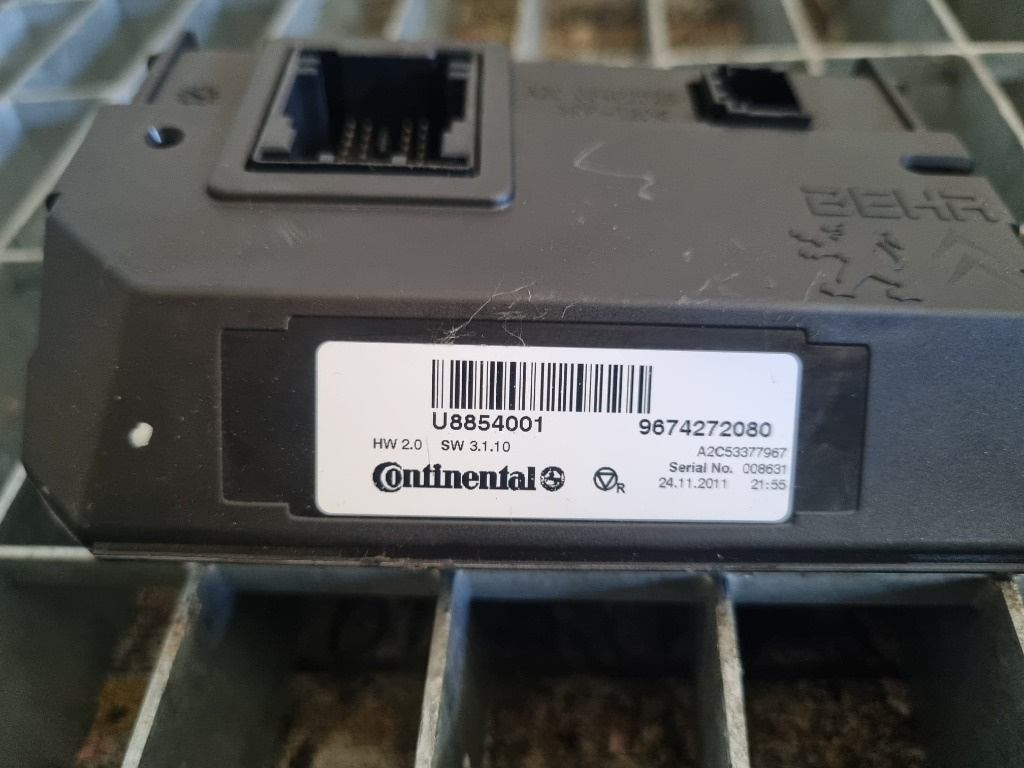 BEHR
U8854001
9674272080
HW 2.0 SW 3.1.10
A2C53377967
Serial No. 008631
Continental
R
24.11.2011 21:55